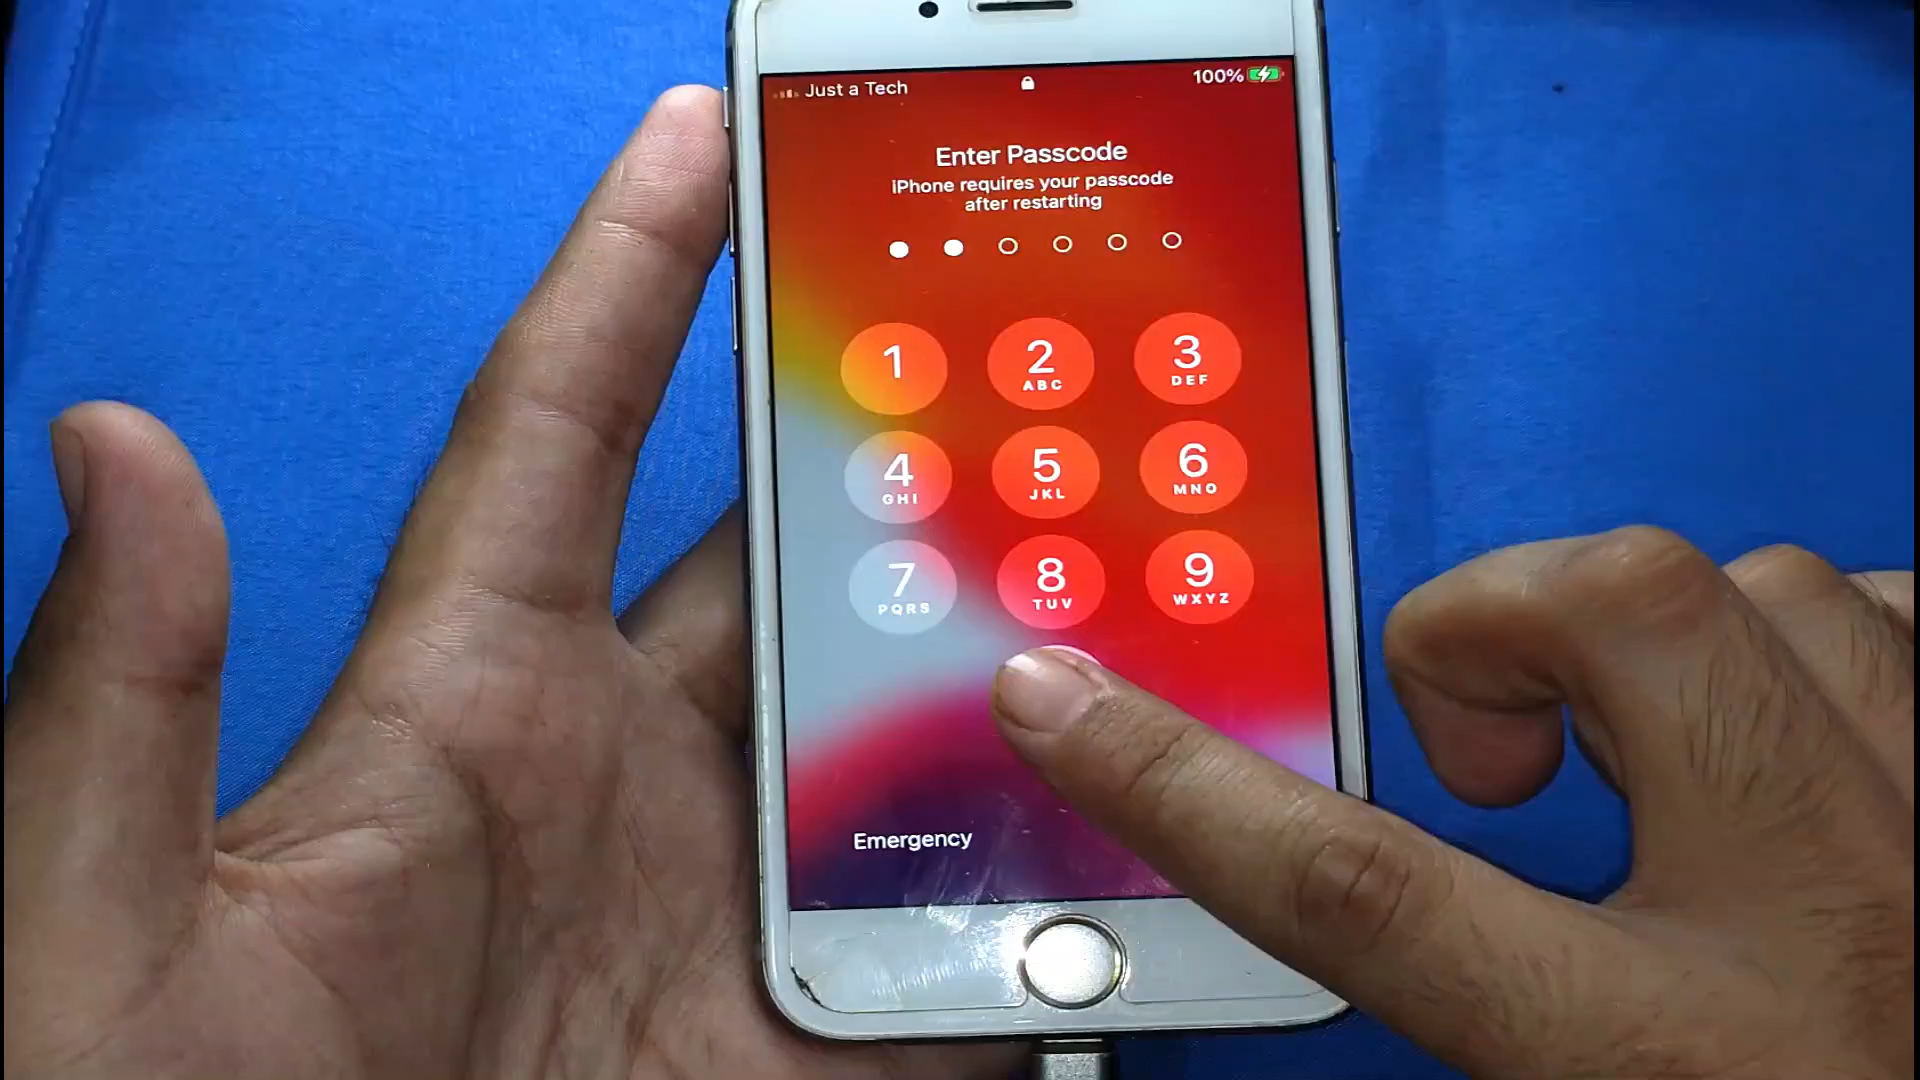 Just a Tech
100%
Enter Passcode
iPhone requires your passcode
after restarting
1
2
ABC
3
DEF
4
GHI
5
JKL
6
MNO
7
PQRS
8
TUV
9
WXYZ
Emergency